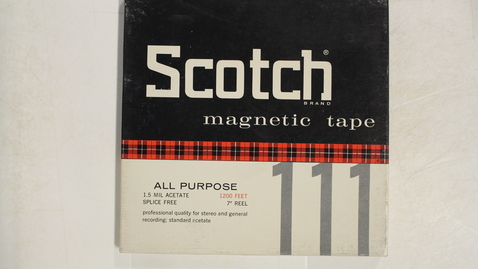 Scotch®
BRAND
magnetic tape
ALL PURPOSE
1.5 MIL ACETATE 1200 FEET
SPLICE FREE 7" REEL
professional quality for stereo and general
recording; standard acetate
111